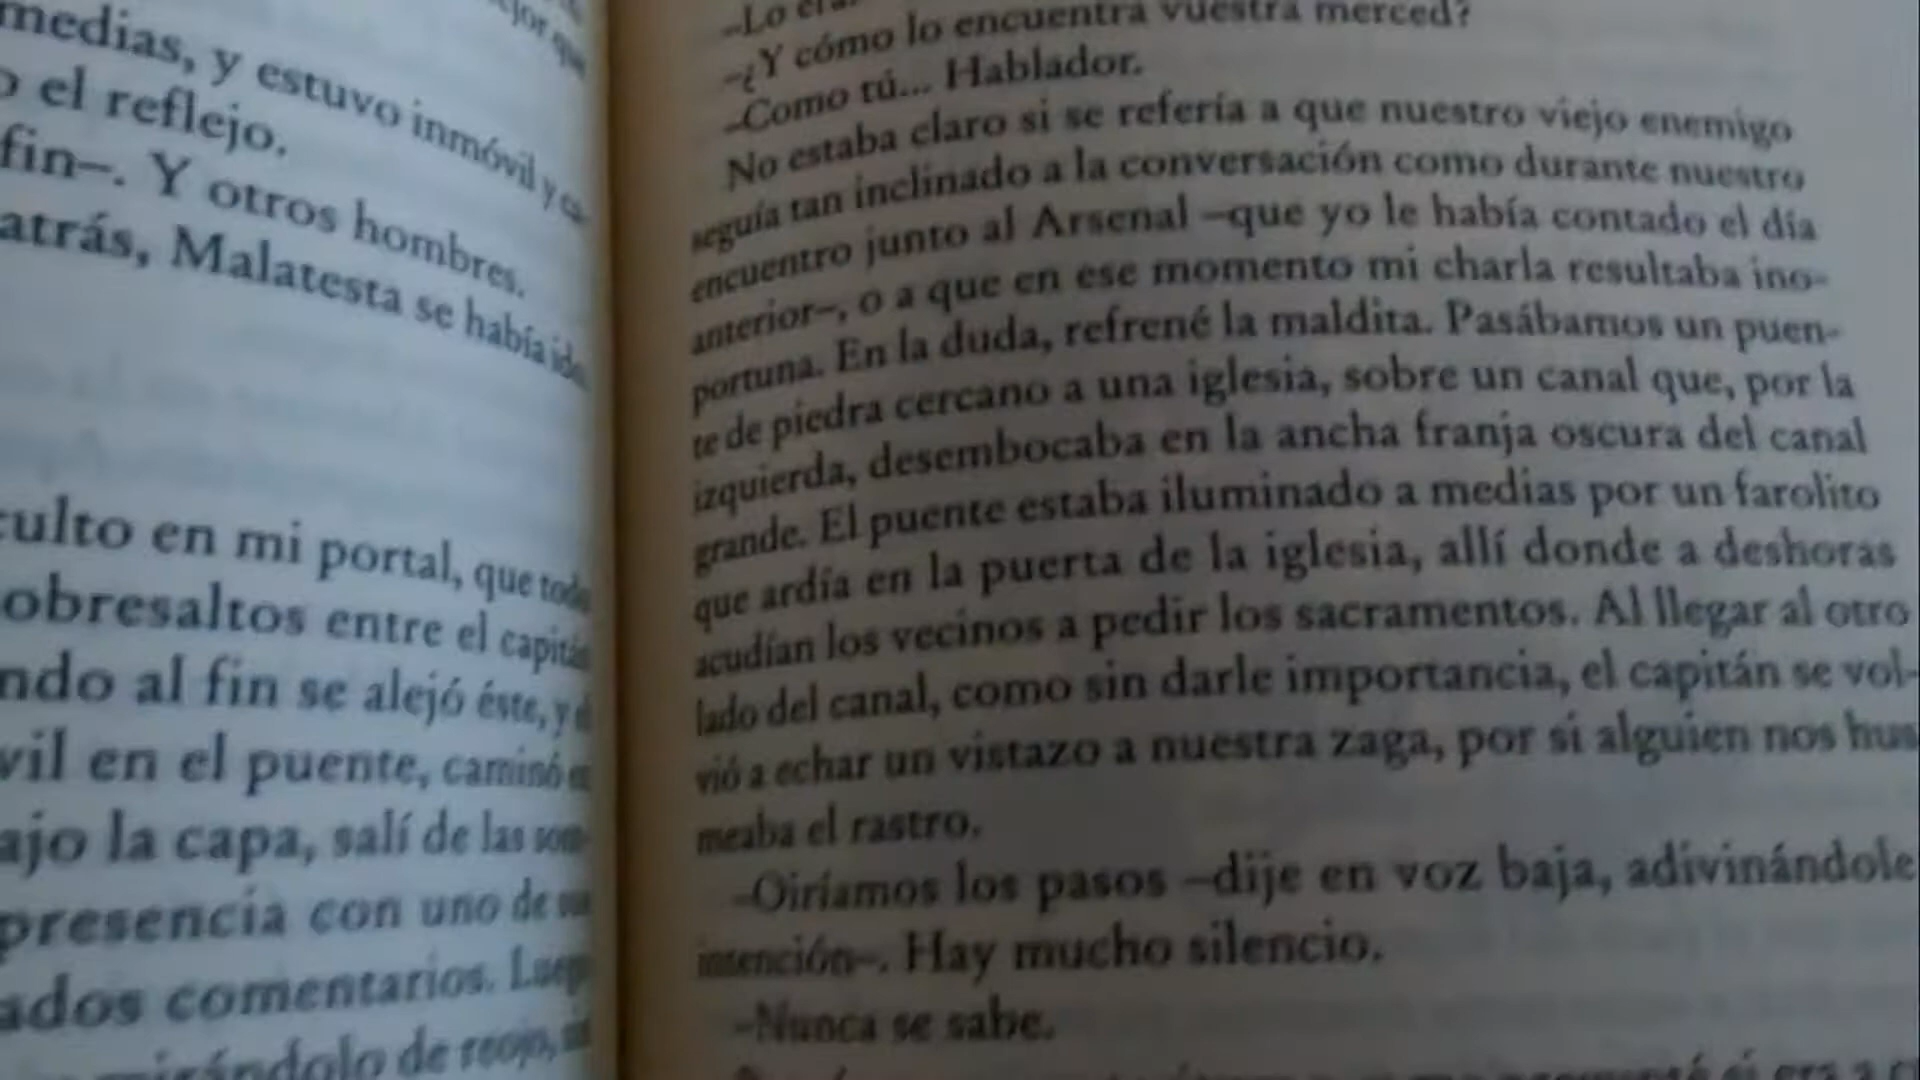 medias, y estuvo inmóvil y
el reflejo.
fin–. Y otros hombres.
atrás, Malatesta se había ido
culto en mi portal, que
obresaltos entre el
ndo al fin se alejó éste, y
vil en el puente, caminó
ajo la capa, salí de las
presencia con uno de
ados comentarios.
mirándolo de reojo,
–¿Y cómo lo encuentra vuestra merced?
–Como tú... Hablador.
No estaba claro si se refería a que nuestro viejo enemigo
seguía tan inclinado a la conversación como durante nuestro
encuentro junto al Arsenal –que yo le había contado el día
anterior–, o a que en ese momento mi charla resultaba ino-
portuna. En la duda, refrené la maldita. Pasábamos un puen-
te de piedra cercano a una iglesia, sobre un canal que, por la
izquierda, desembocaba en la ancha franja oscura del canal
grande. El puente estaba iluminado a medias por un farolito
que ardía en la puerta de la iglesia, allí donde a deshoras
acudían los vecinos a pedir los sacramentos. Al llegar al otro
lado del canal, como sin darle importancia, el capitán se vol-
vió a echar un vistazo a nuestra zaga, por si alguien nos hus
meaba el rastro.
–Oiríamos los pasos –dije en voz baja, adivinándole
intención–. Hay mucho silencio.
–Nunca se sabe.